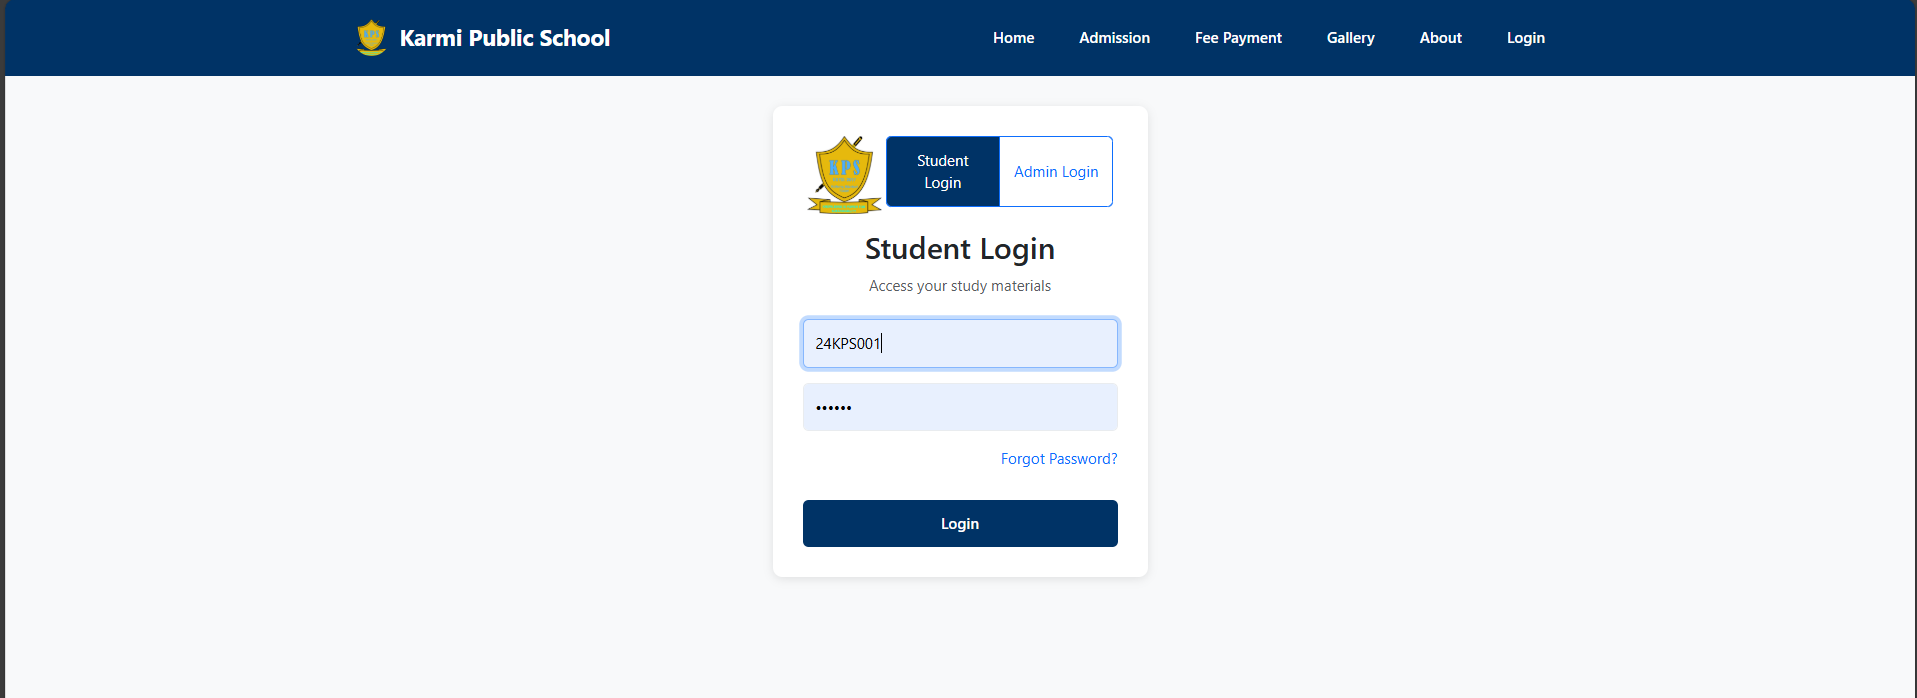 KPS
Karmi Public School
Home
Admission
Fee Payment
Gallery
About
Login
KPS
Student
Login
Admin Login
Student Login
Access your study materials
24KPS001
••••••
Forgot Password?
Login